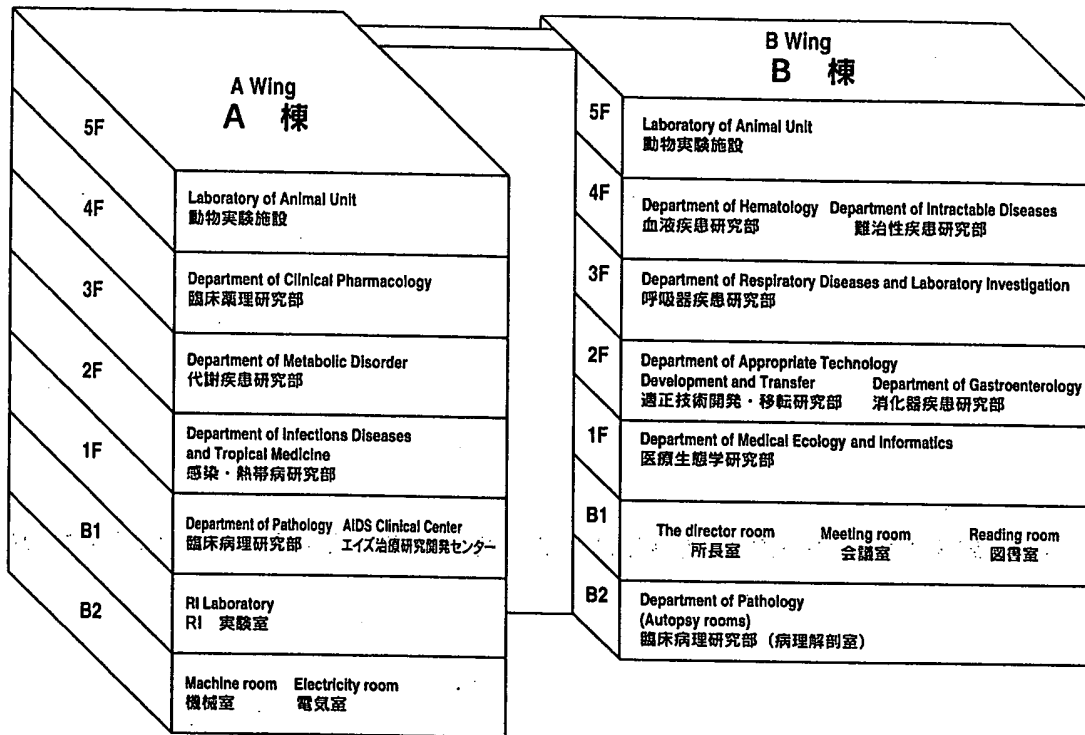 A Wing
A 棟
5F
Laboratory of Animal Unit
動物実験施設
4F
Department of Clinical Pharmacology
臨床薬理研究部
3F
Department of Metabolic Disorder
代謝疾患研究部
2F
Department of Infections Diseases
and Tropical Medicine
感染・熱帯病研究部
1F
Department of Pathology AIDS Clinical Center
臨床病理研究部 エイズ治療研究開発センター
B1
RI Laboratory
RI 実験室
B2
Machine room Electricity room
機械室 電気室
B Wing
B 棟
5F
Laboratory of Animal Unit
動物実験施設
4F
Department of Hematology Department of Intractable Diseases
血液疾患研究部 難治性疾患研究部
3F
Department of Respiratory Diseases and Laboratory Investigation
呼吸器疾患研究部
2F
Department of Appropriate Technology
Development and Transfer Department of Gastroenterology
適正技術開発・移転研究部 消化器疾患研究部
1F
Department of Medical Ecology and Informatics
医療生態学研究部
B1
The director room Meeting room Reading room
所長室 会議室 図書室
B2
Department of Pathology
(Autopsy rooms)
臨床病理研究部（病理解剖室）